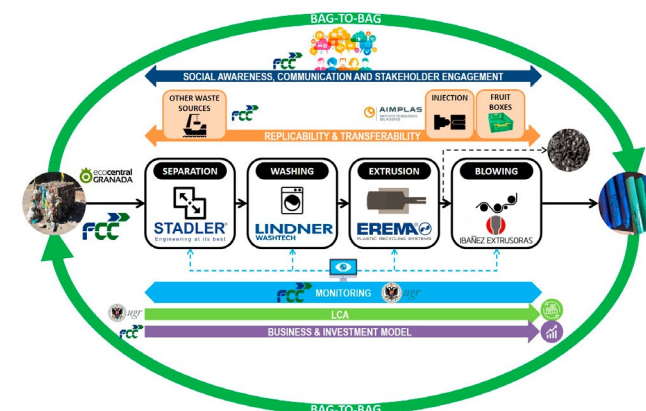 BAG-TO-BAG
fcc
SOCIAL AWARENESS, COMMUNICATION AND STAKEHOLDER ENGAGEMENT
OTHER WASTE
SOURCES
fcc
AIMPLAS
INJECTION
FRUIT
BOXES
REPLICABILITY & TRANSFERABILITY
ecocentral
GRANADA
fcc
SEPARATION
STADLER
Engineering at its best
WASHING
LINDNER
WASHTECH
EXTRUSION
EREMA
PLASTIC RECYCLING SYSTEMS
BLOWING
IBAÑEZ EXTRUSORAS
fcc
MONITORING
ugr
ugr
LCA
fcc
BUSINESS & INVESTMENT MODEL
BAG-TO-BAG